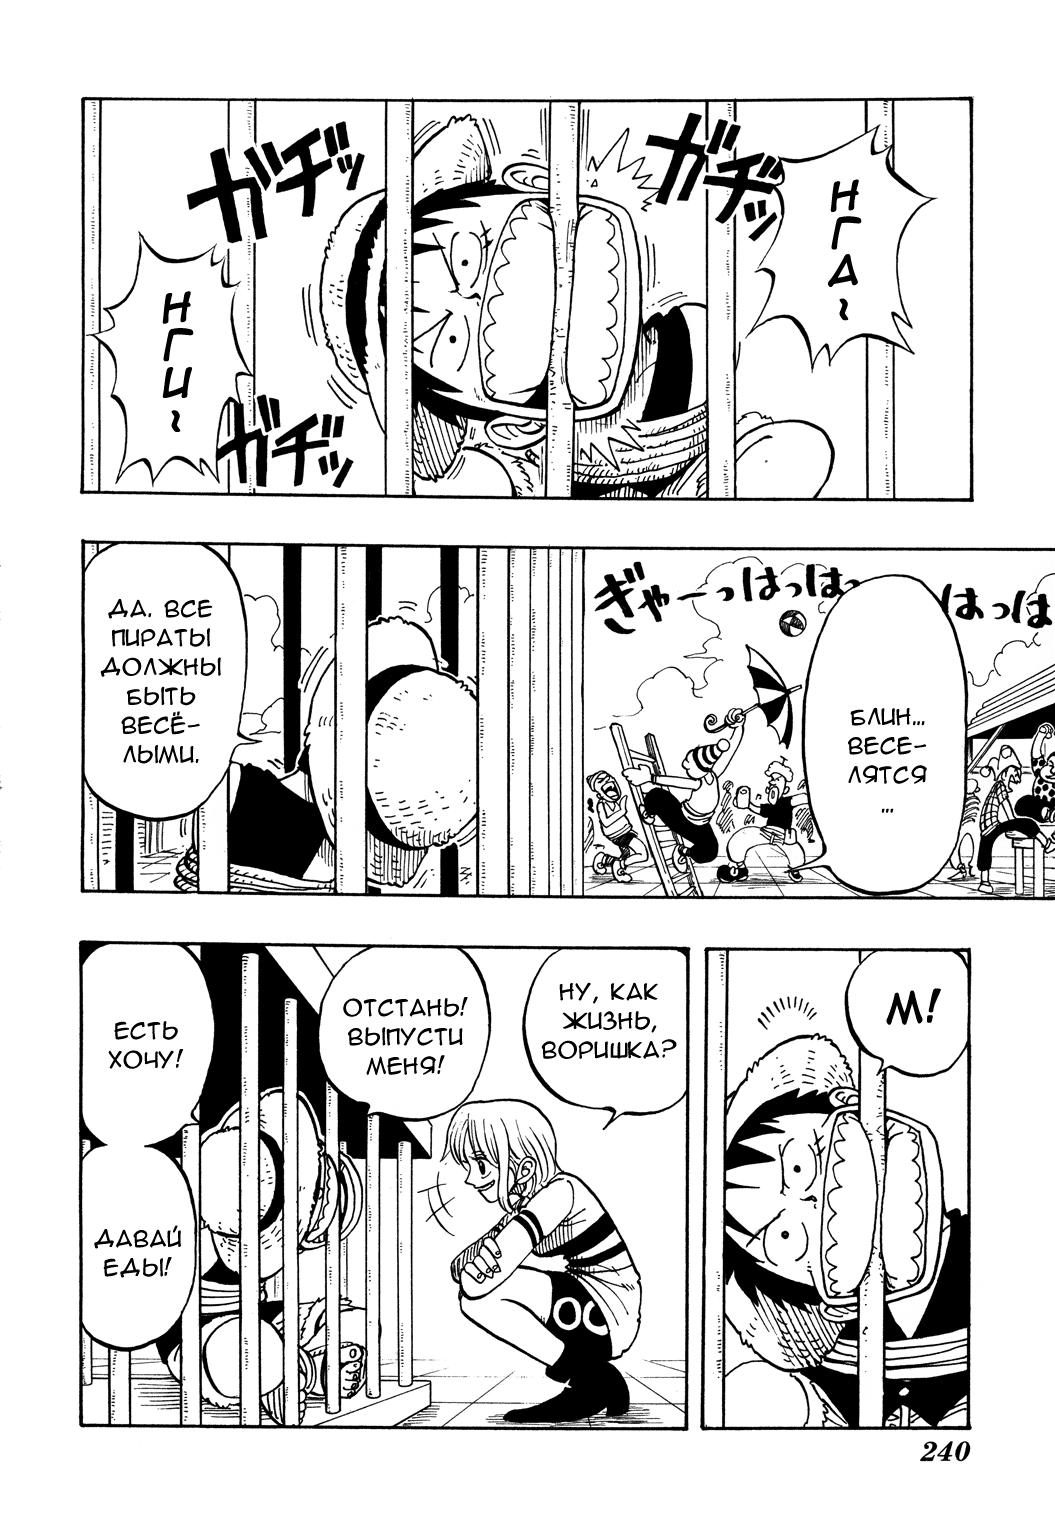 НГА~
ガヂッ
ガヂッ
НГИ~
ガヂッ
ぎゃーっはっはっはっは
БЛИН...
ВЕСЕ-
ЛЯТСЯ
...
ДА. ВСЕ
ПИРАТЫ
ДОЛЖНЫ
БЫТЬ
ВЕСЁ-
ЛЫМИ.
М!
НУ, КАК
ЖИЗНЬ,
ВОРИШКА?
ОТСТАНЬ!
ВЫПУСТИ
МЕНЯ!
ЕСТЬ
ХОЧУ!
ДАВАЙ
ЕДЫ!
240